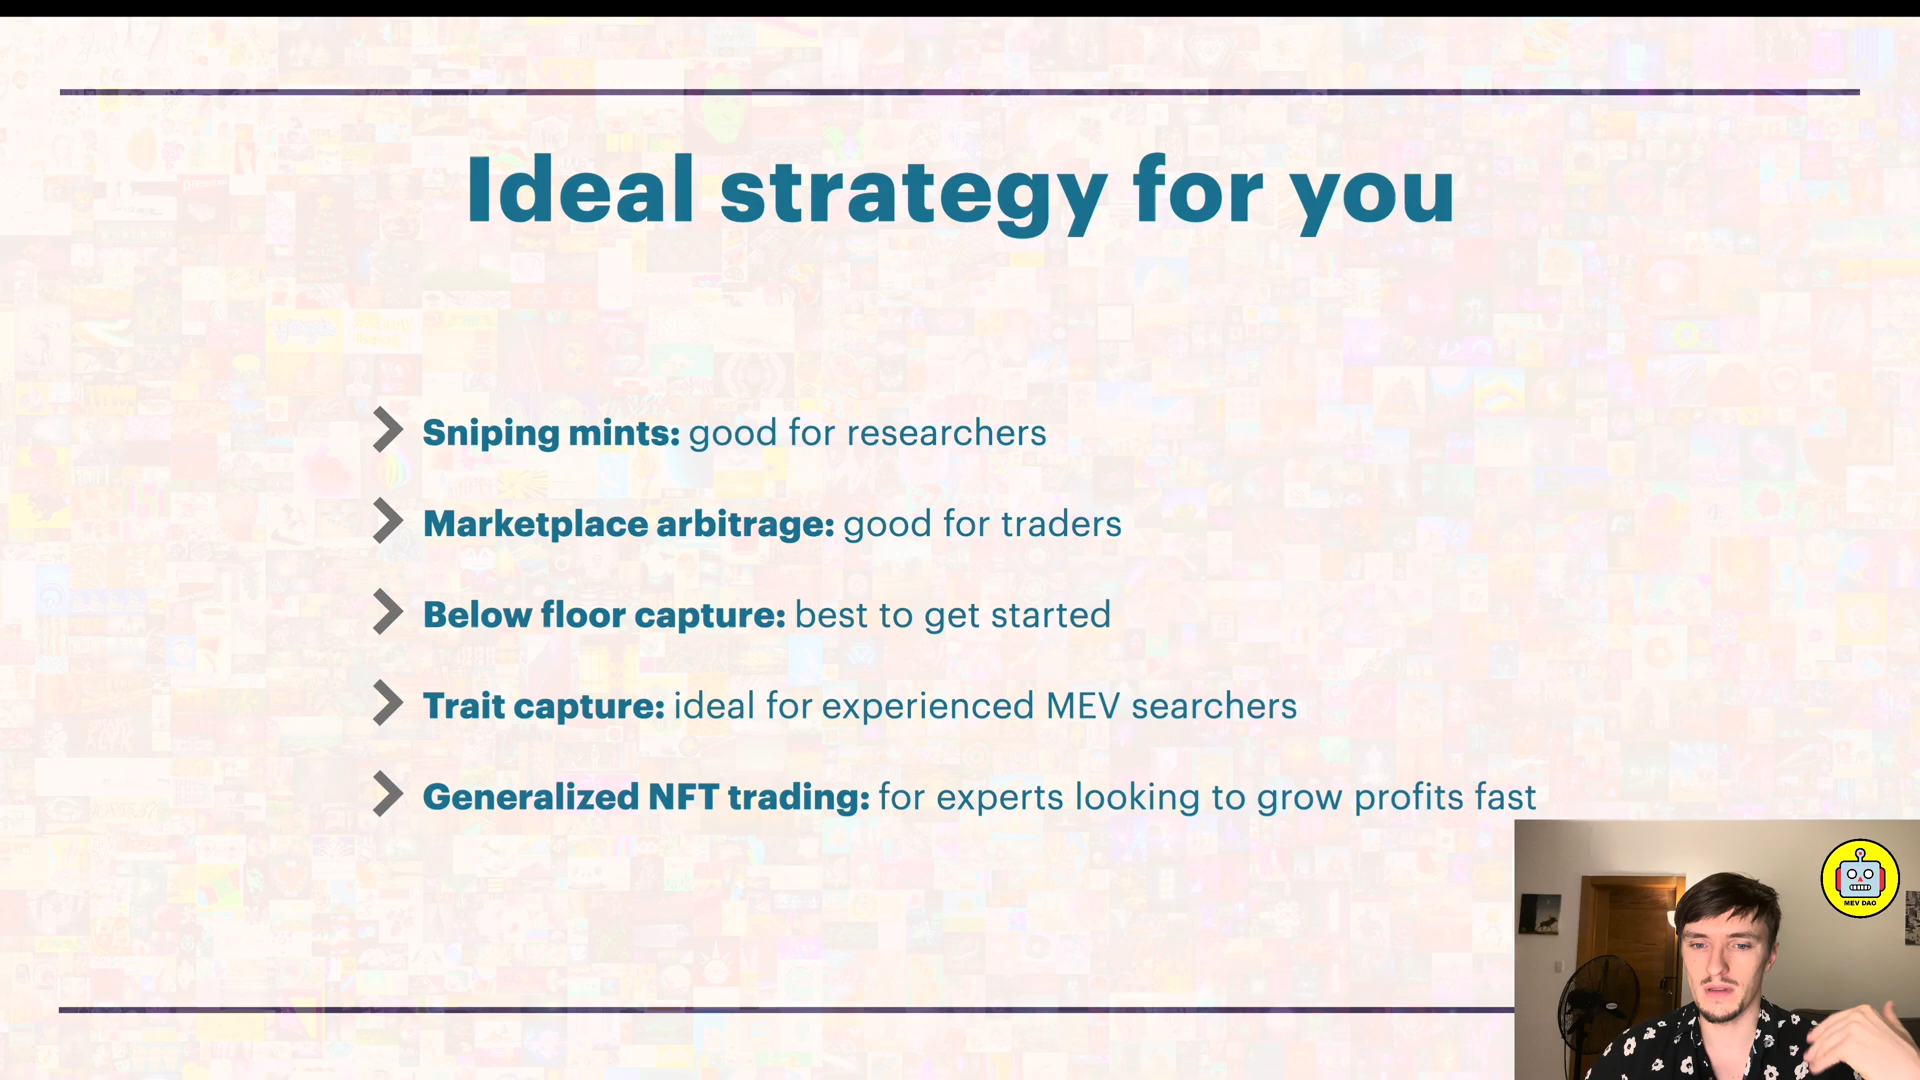 Ideal strategy for you
Sniping mints: good for researchers
Marketplace arbitrage: good for traders
Below floor capture: best to get started
Trait capture: ideal for experienced MEV searchers
Generalized NFT trading: for experts looking to grow profits fast
MEV DAO